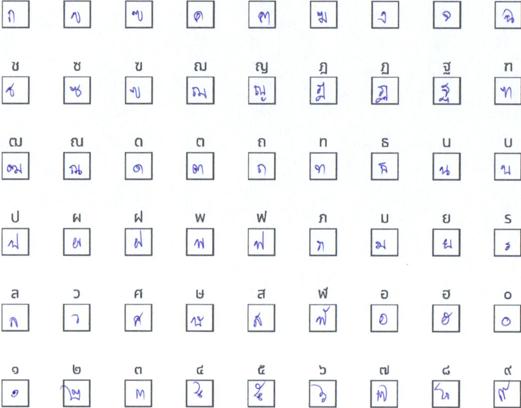 ก ข ฃ ค ฅ ฆ ง จ ฉ
ช ซ ฃ ฌ ญ ฎ ฏ ฐ ฑ
ช ซ ฃ ฌ ญ ฎ ฏ ฐ ฑ
ฒ ณ ด ต ถ ท ธ น บ
ฒ ณ ด ต ถ ท ธ น บ
ป ผ ฝ พ ฟ ภ ม ย ร
ป ผ ฝ พ ฟ ภ ม ย ร
ล ว ศ ษ ส ฬ อ ฮ ๐
ล ว ศ ษ ส ฬ อ ฮ ๐
๑ ๒ ๓ ๔ ๕ ๖ ๗ ๘ ๙
๑ ๒ ๓ ๔ ๕ ๖ ๗ ๘ ๙